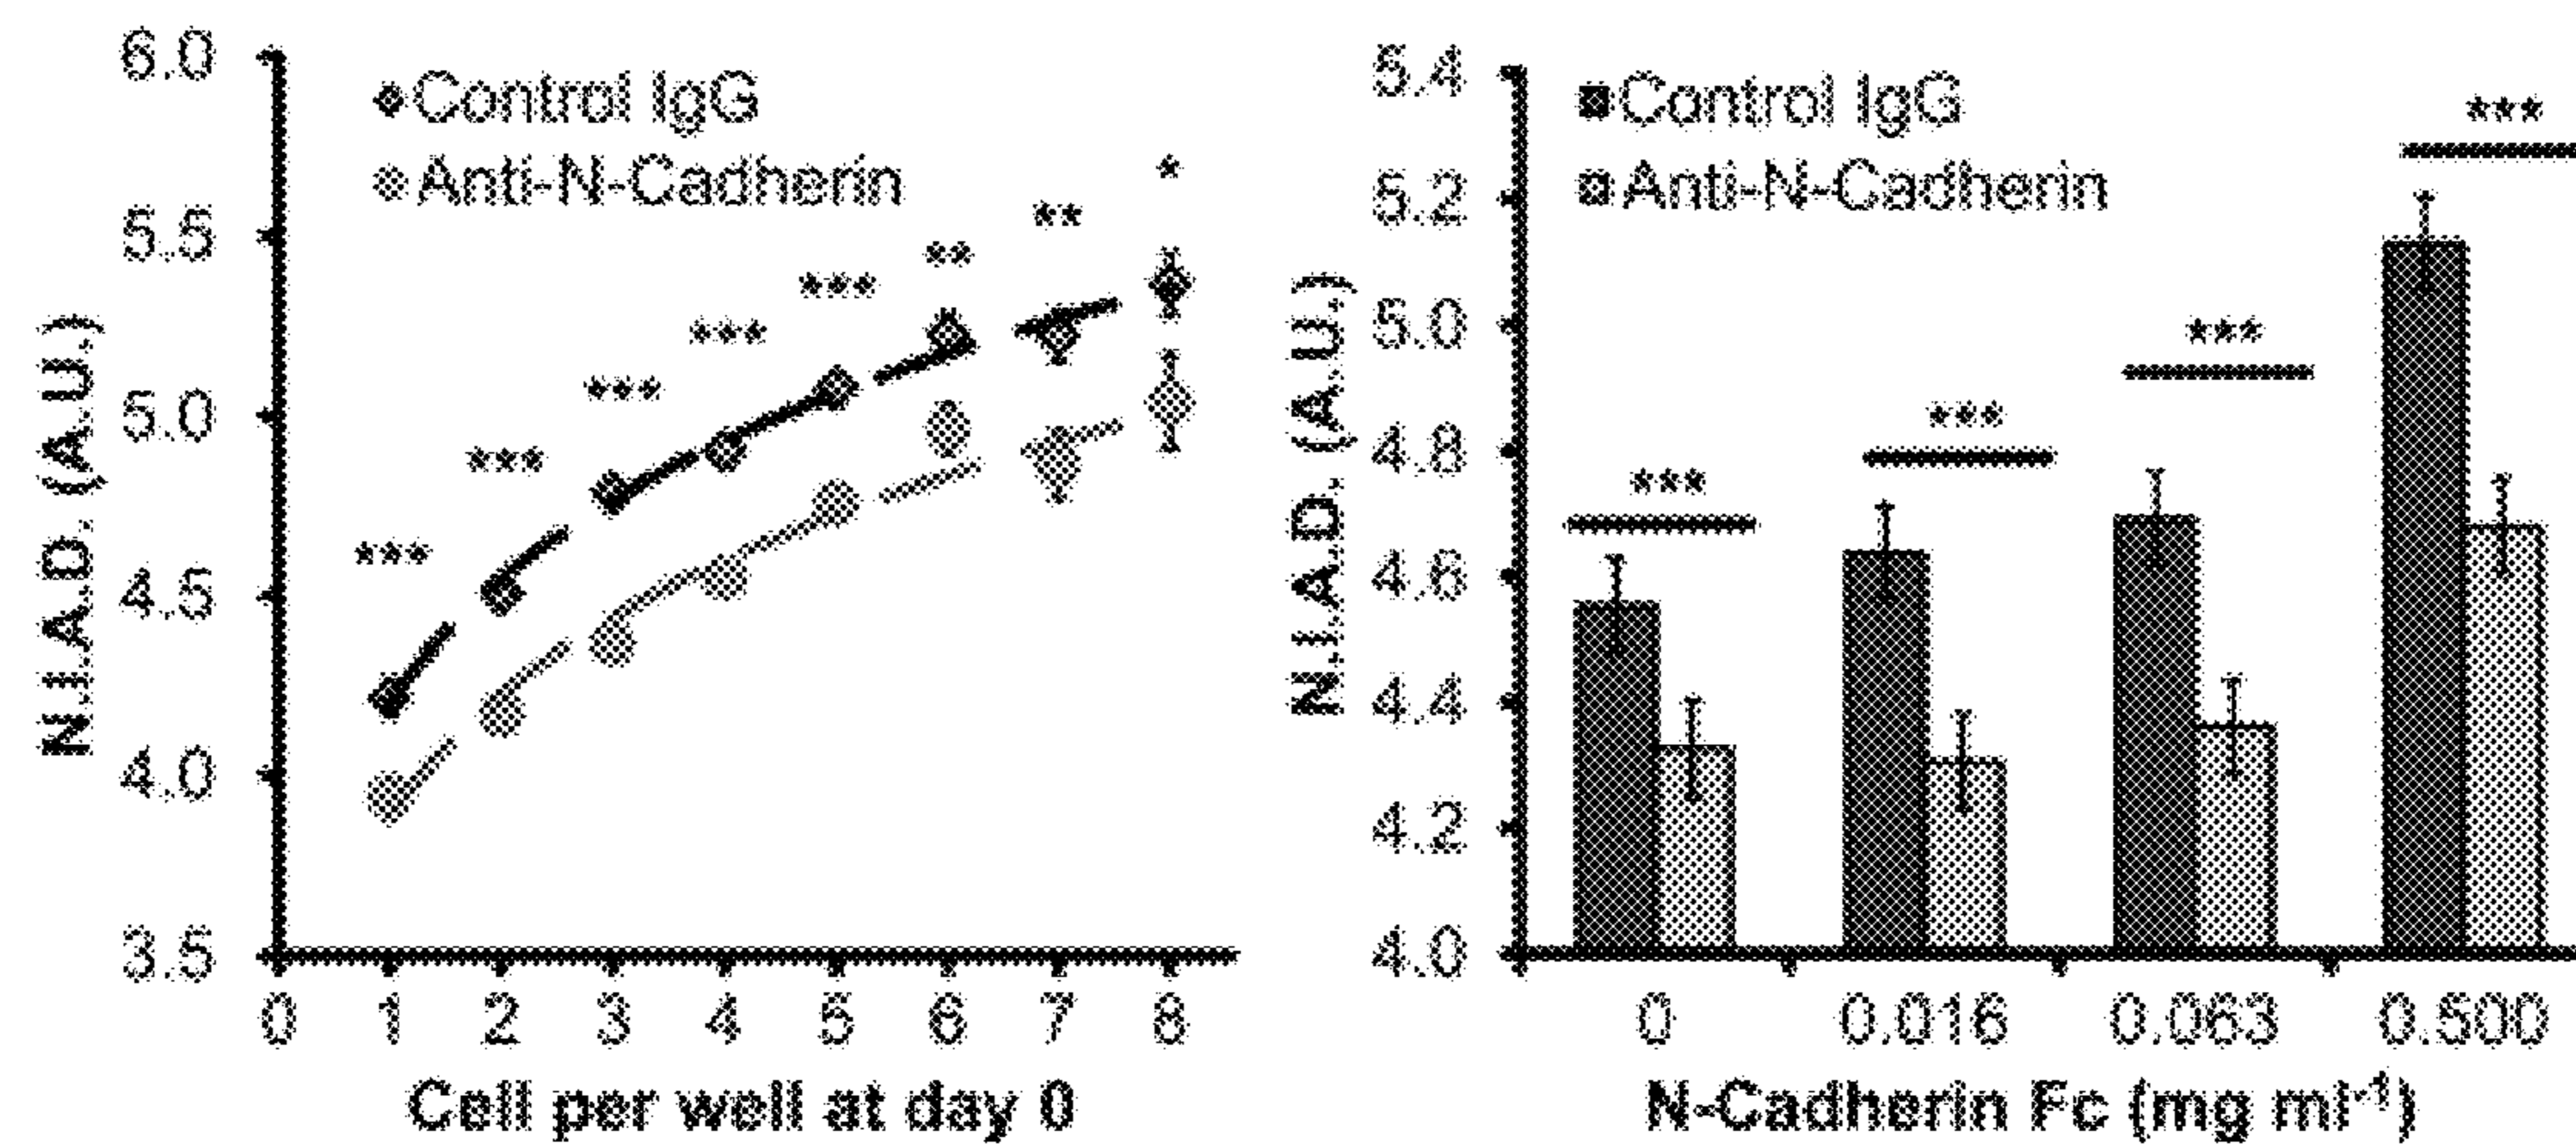 6.0
5.5
5.0
4.5
4.0
3.5
N.I.A.D. (A.U.)
Control IgG
Anti-N-Cadherin
***
***
***
***
***
**
**
*
0 1 2 3 4 5 6 7 8
Cell per well at day 0
5.4
5.2
5.0
4.8
4.6
4.4
4.2
4.0
N.I.A.D. (A.U.)
Control IgG
Anti-N-Cadherin
***
***
***
***
0 0.016 0.063 0.500
N-Cadherin Fc (mg ml⁻¹)